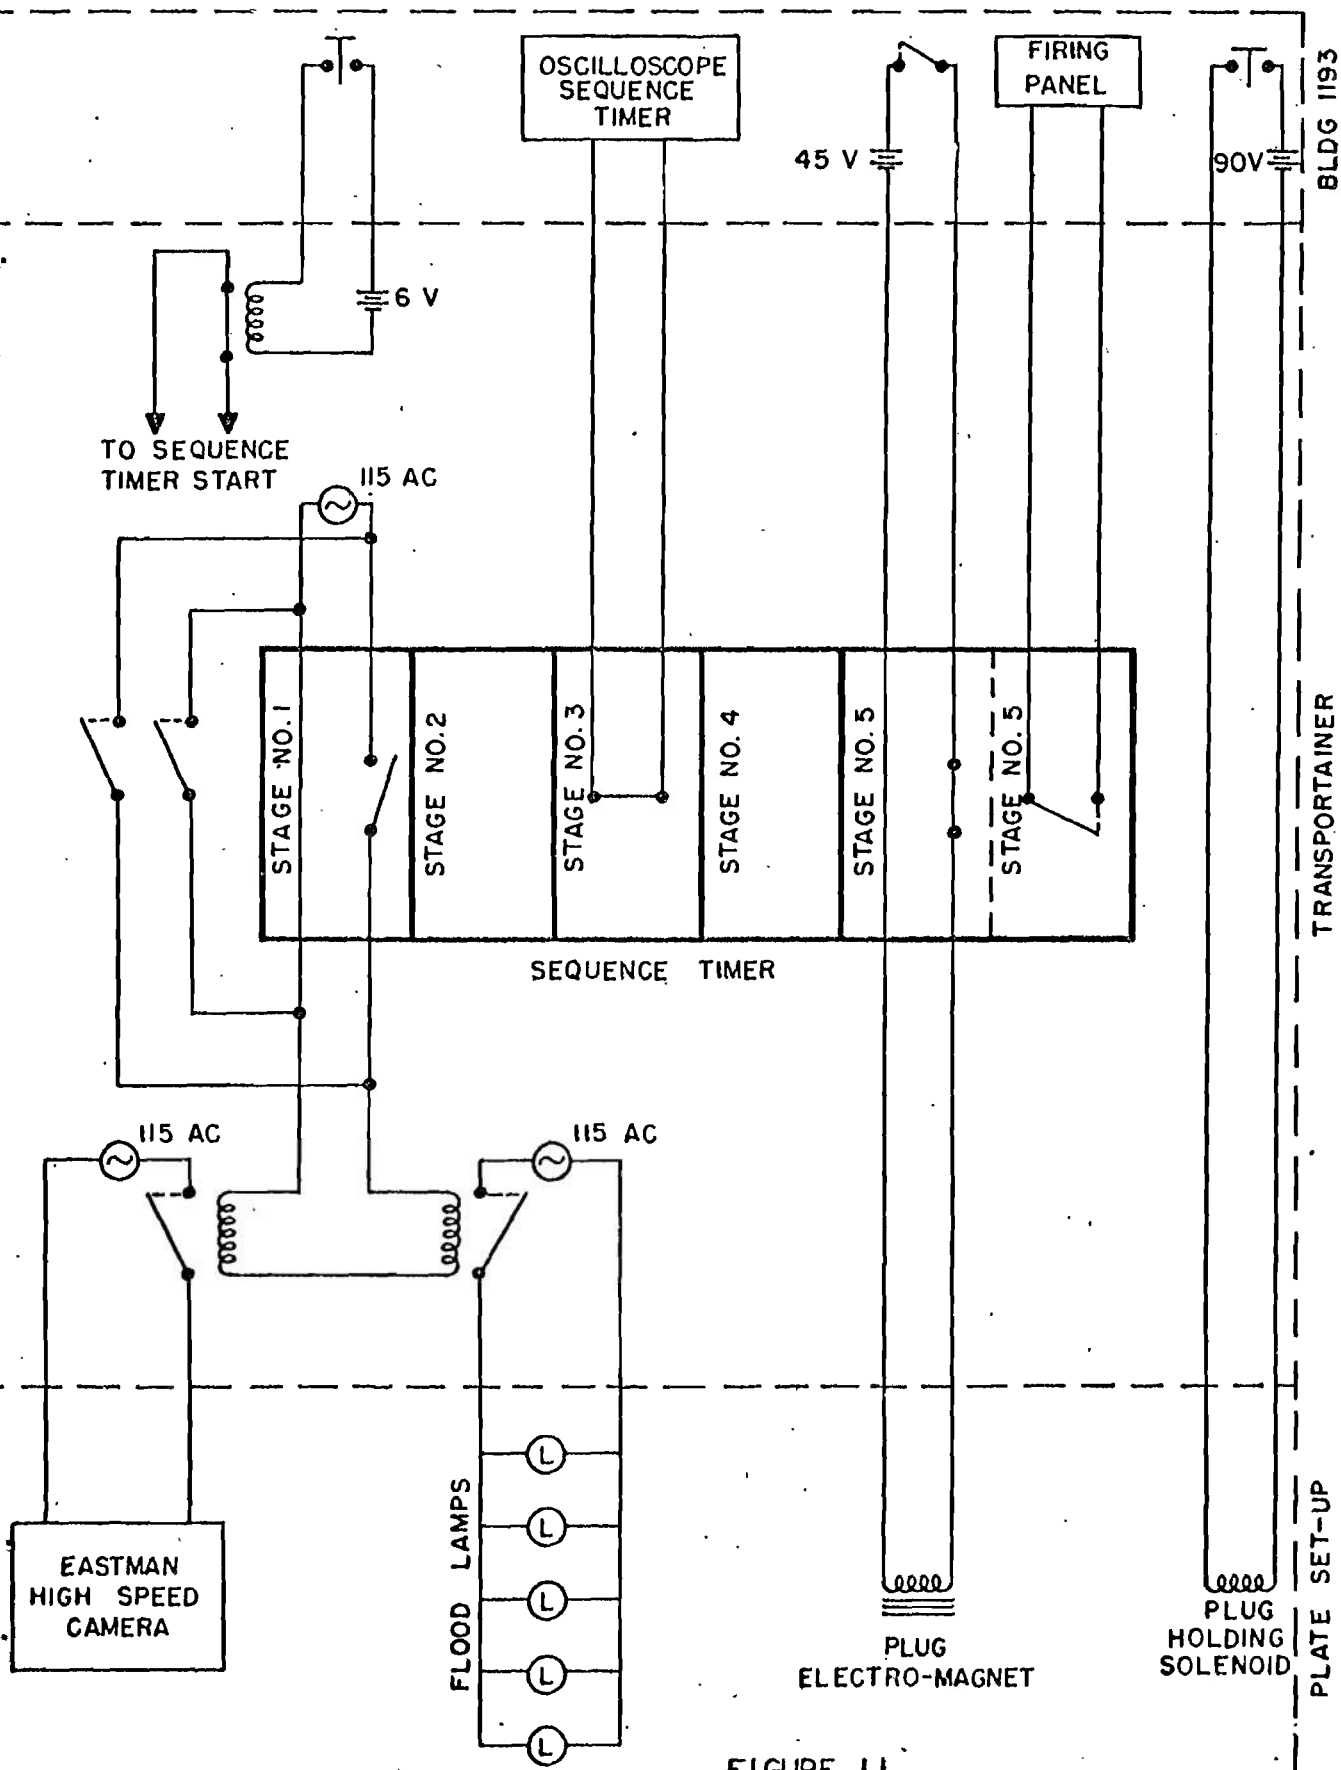 OSCILLOSCOPE
SEQUENCE
TIMER
FIRING
PANEL
45 V
90V
BLDG 1193
6 V
TO SEQUENCE
TIMER START
115 AC
STAGE NO. 1
STAGE NO. 2
STAGE NO. 3
STAGE NO. 4
STAGE NO. 5
STAGE NO. 5
SEQUENCE TIMER
TRANSPORTAINER
115 AC
115 AC
EASTMAN
HIGH SPEED
CAMERA
FLOOD LAMPS
L
L
L
L
L
PLUG
ELECTRO-MAGNET
PLUG
HOLDING
SOLENOID
PLATE SET-UP
FIGURE 11